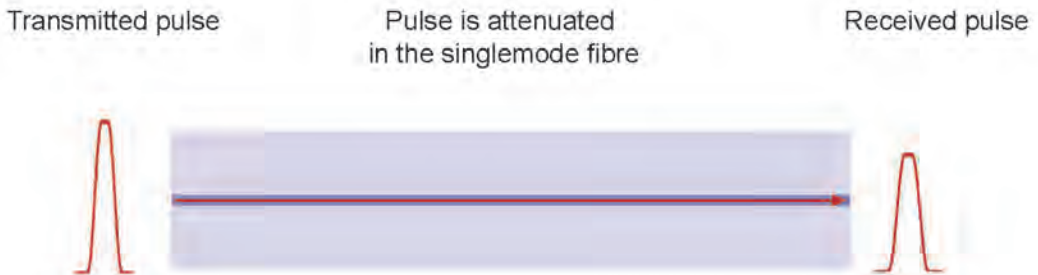 Transmitted pulse
Pulse is attenuated
in the singlemode fibre
Received pulse